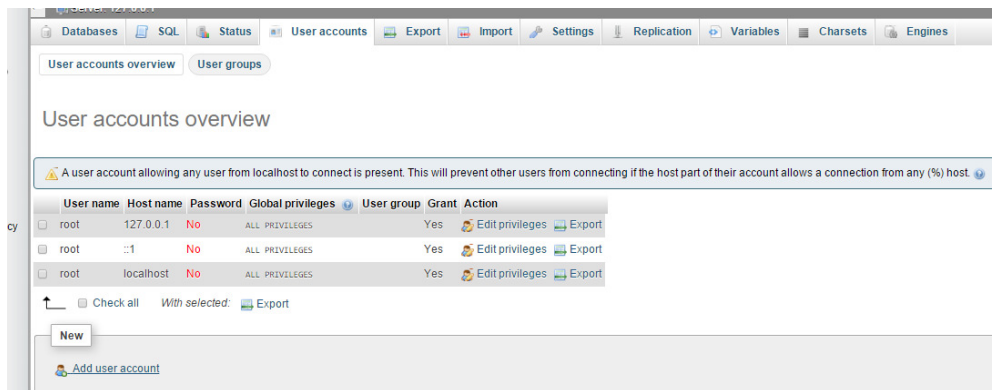 Databases SQL Status User accounts Export Import Settings Replication Variables Charsets Engines
User accounts overview User groups
User accounts overview
A user account allowing any user from localhost to connect is present. This will prevent other users from connecting if the host part of their account allows a connection from any (%) host.
User name Host name Password Global privileges User group Grant Action
cy
root 127.0.0.1 No ALL PRIVILEGES Yes Edit privileges Export
root ::1 No ALL PRIVILEGES Yes Edit privileges Export
root localhost No ALL PRIVILEGES Yes Edit privileges Export
Check all With selected: Export
New
Add user account